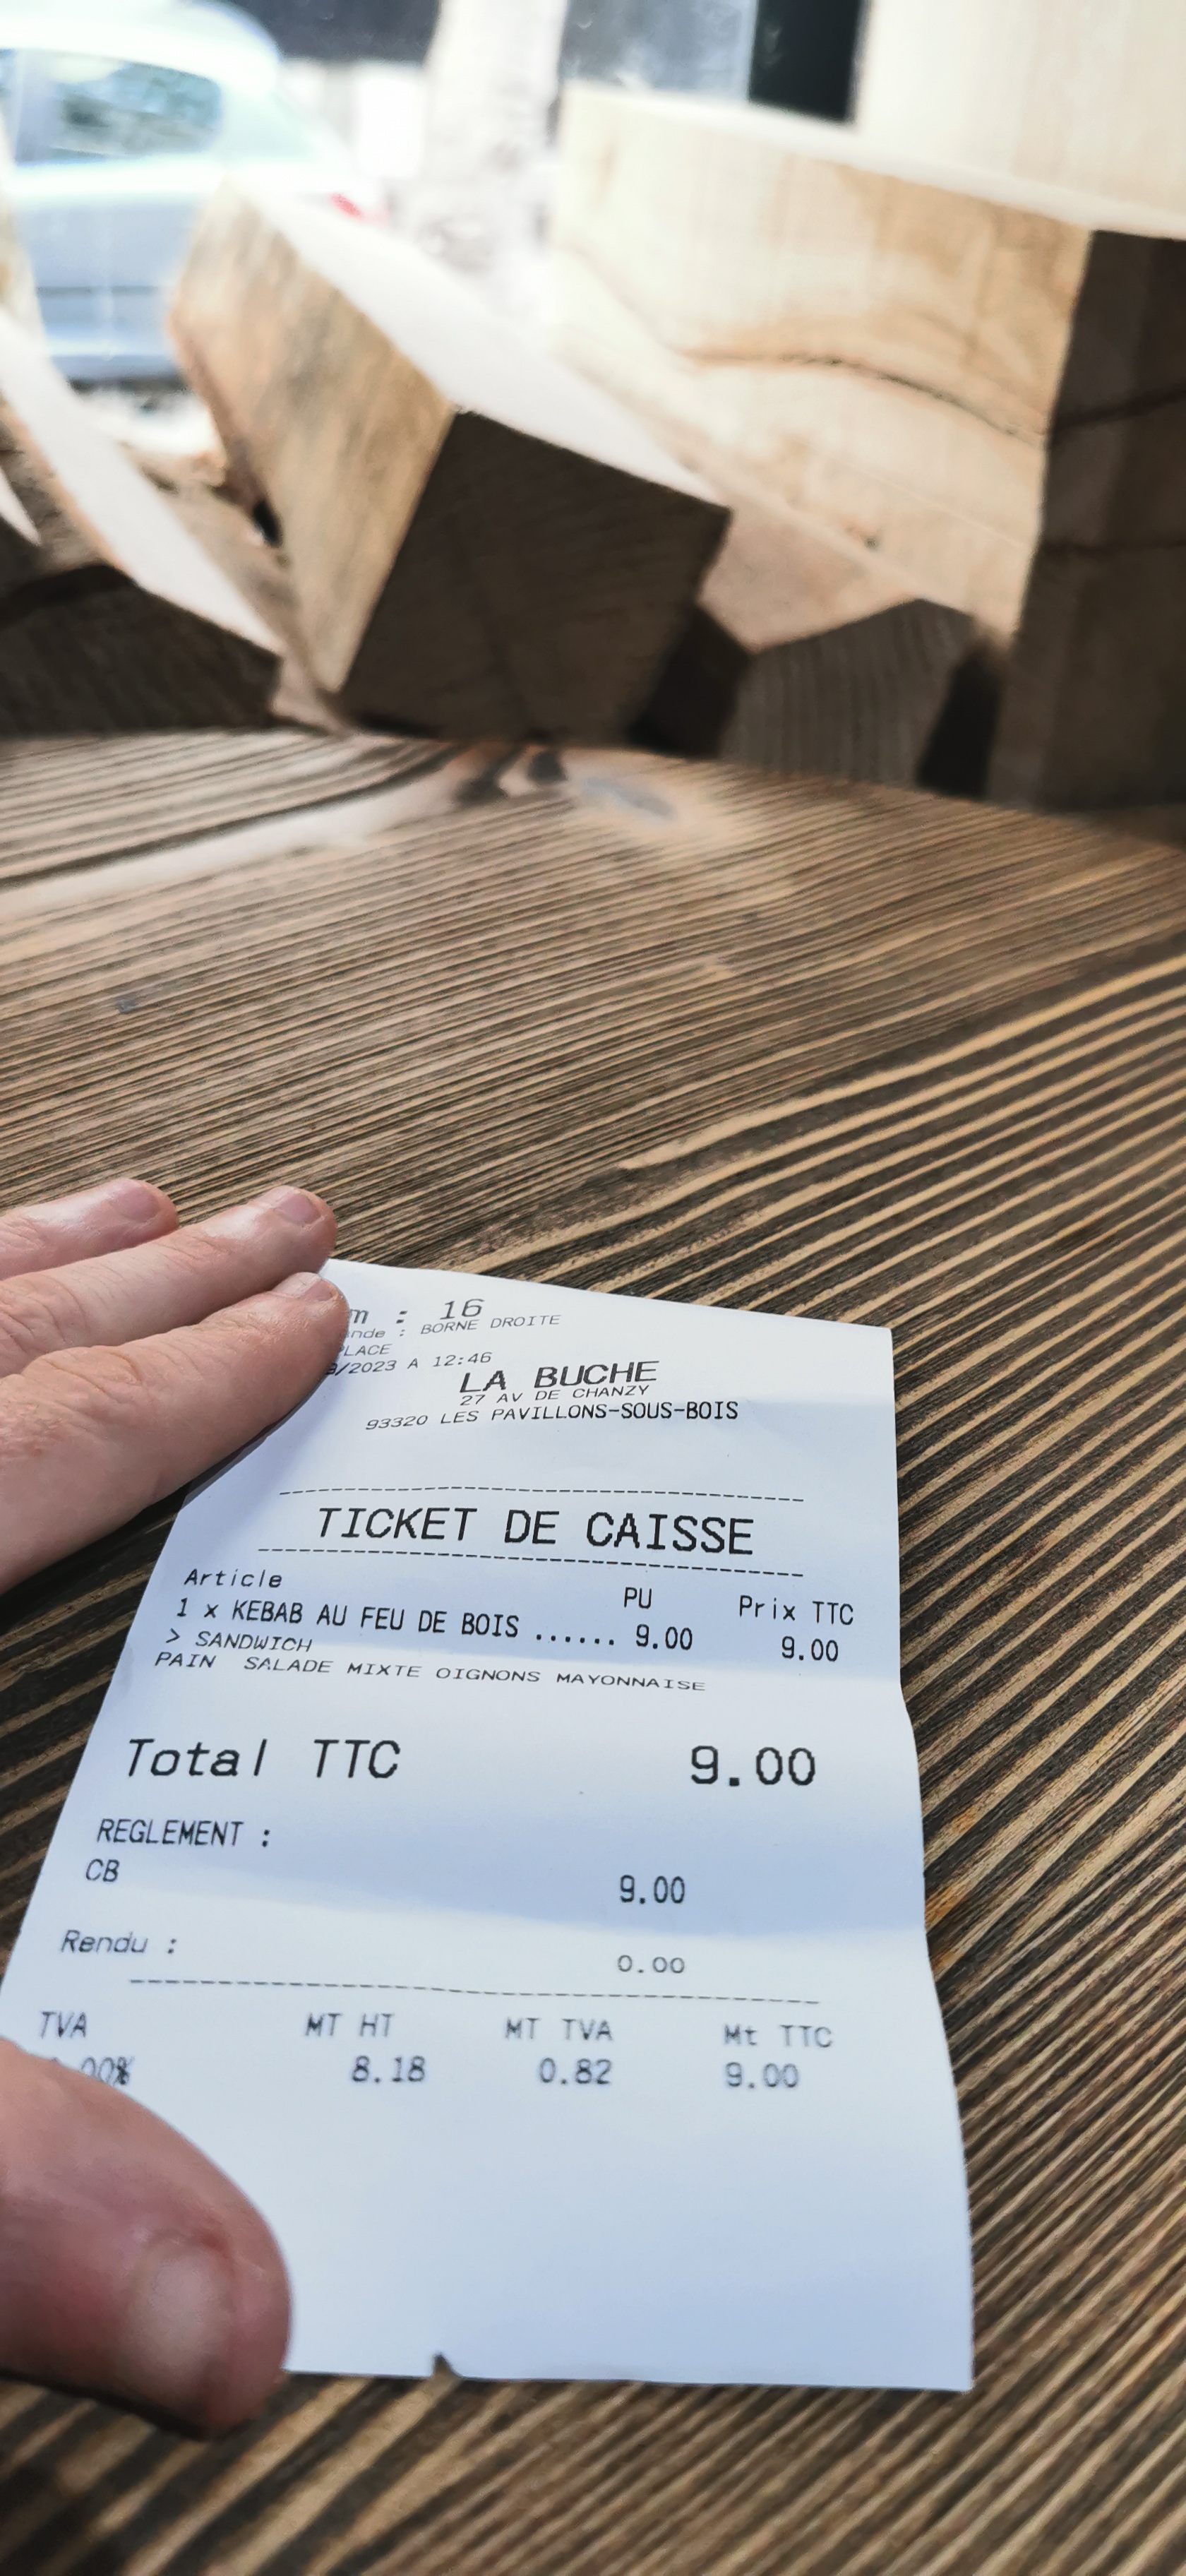 m : 16
nde : BORNE DROITE
PLACE
/2023 A 12:46
LA BUCHE
27 AV DE CHANZY
93320 LES PAVILLONS-SOUS-BOIS
TICKET DE CAISSE
Article PU Prix TTC
1 x KEBAB AU FEU DE BOIS ...... 9.00 9.00
> SANDWICH
PAIN SALADE MIXTE OIGNONS MAYONNAISE
Total TTC 9.00
REGLEMENT :
CB 9.00
Rendu : 0.00
TVA MT HT MT TVA Mt TTC
.00% 8.18 0.82 9.00